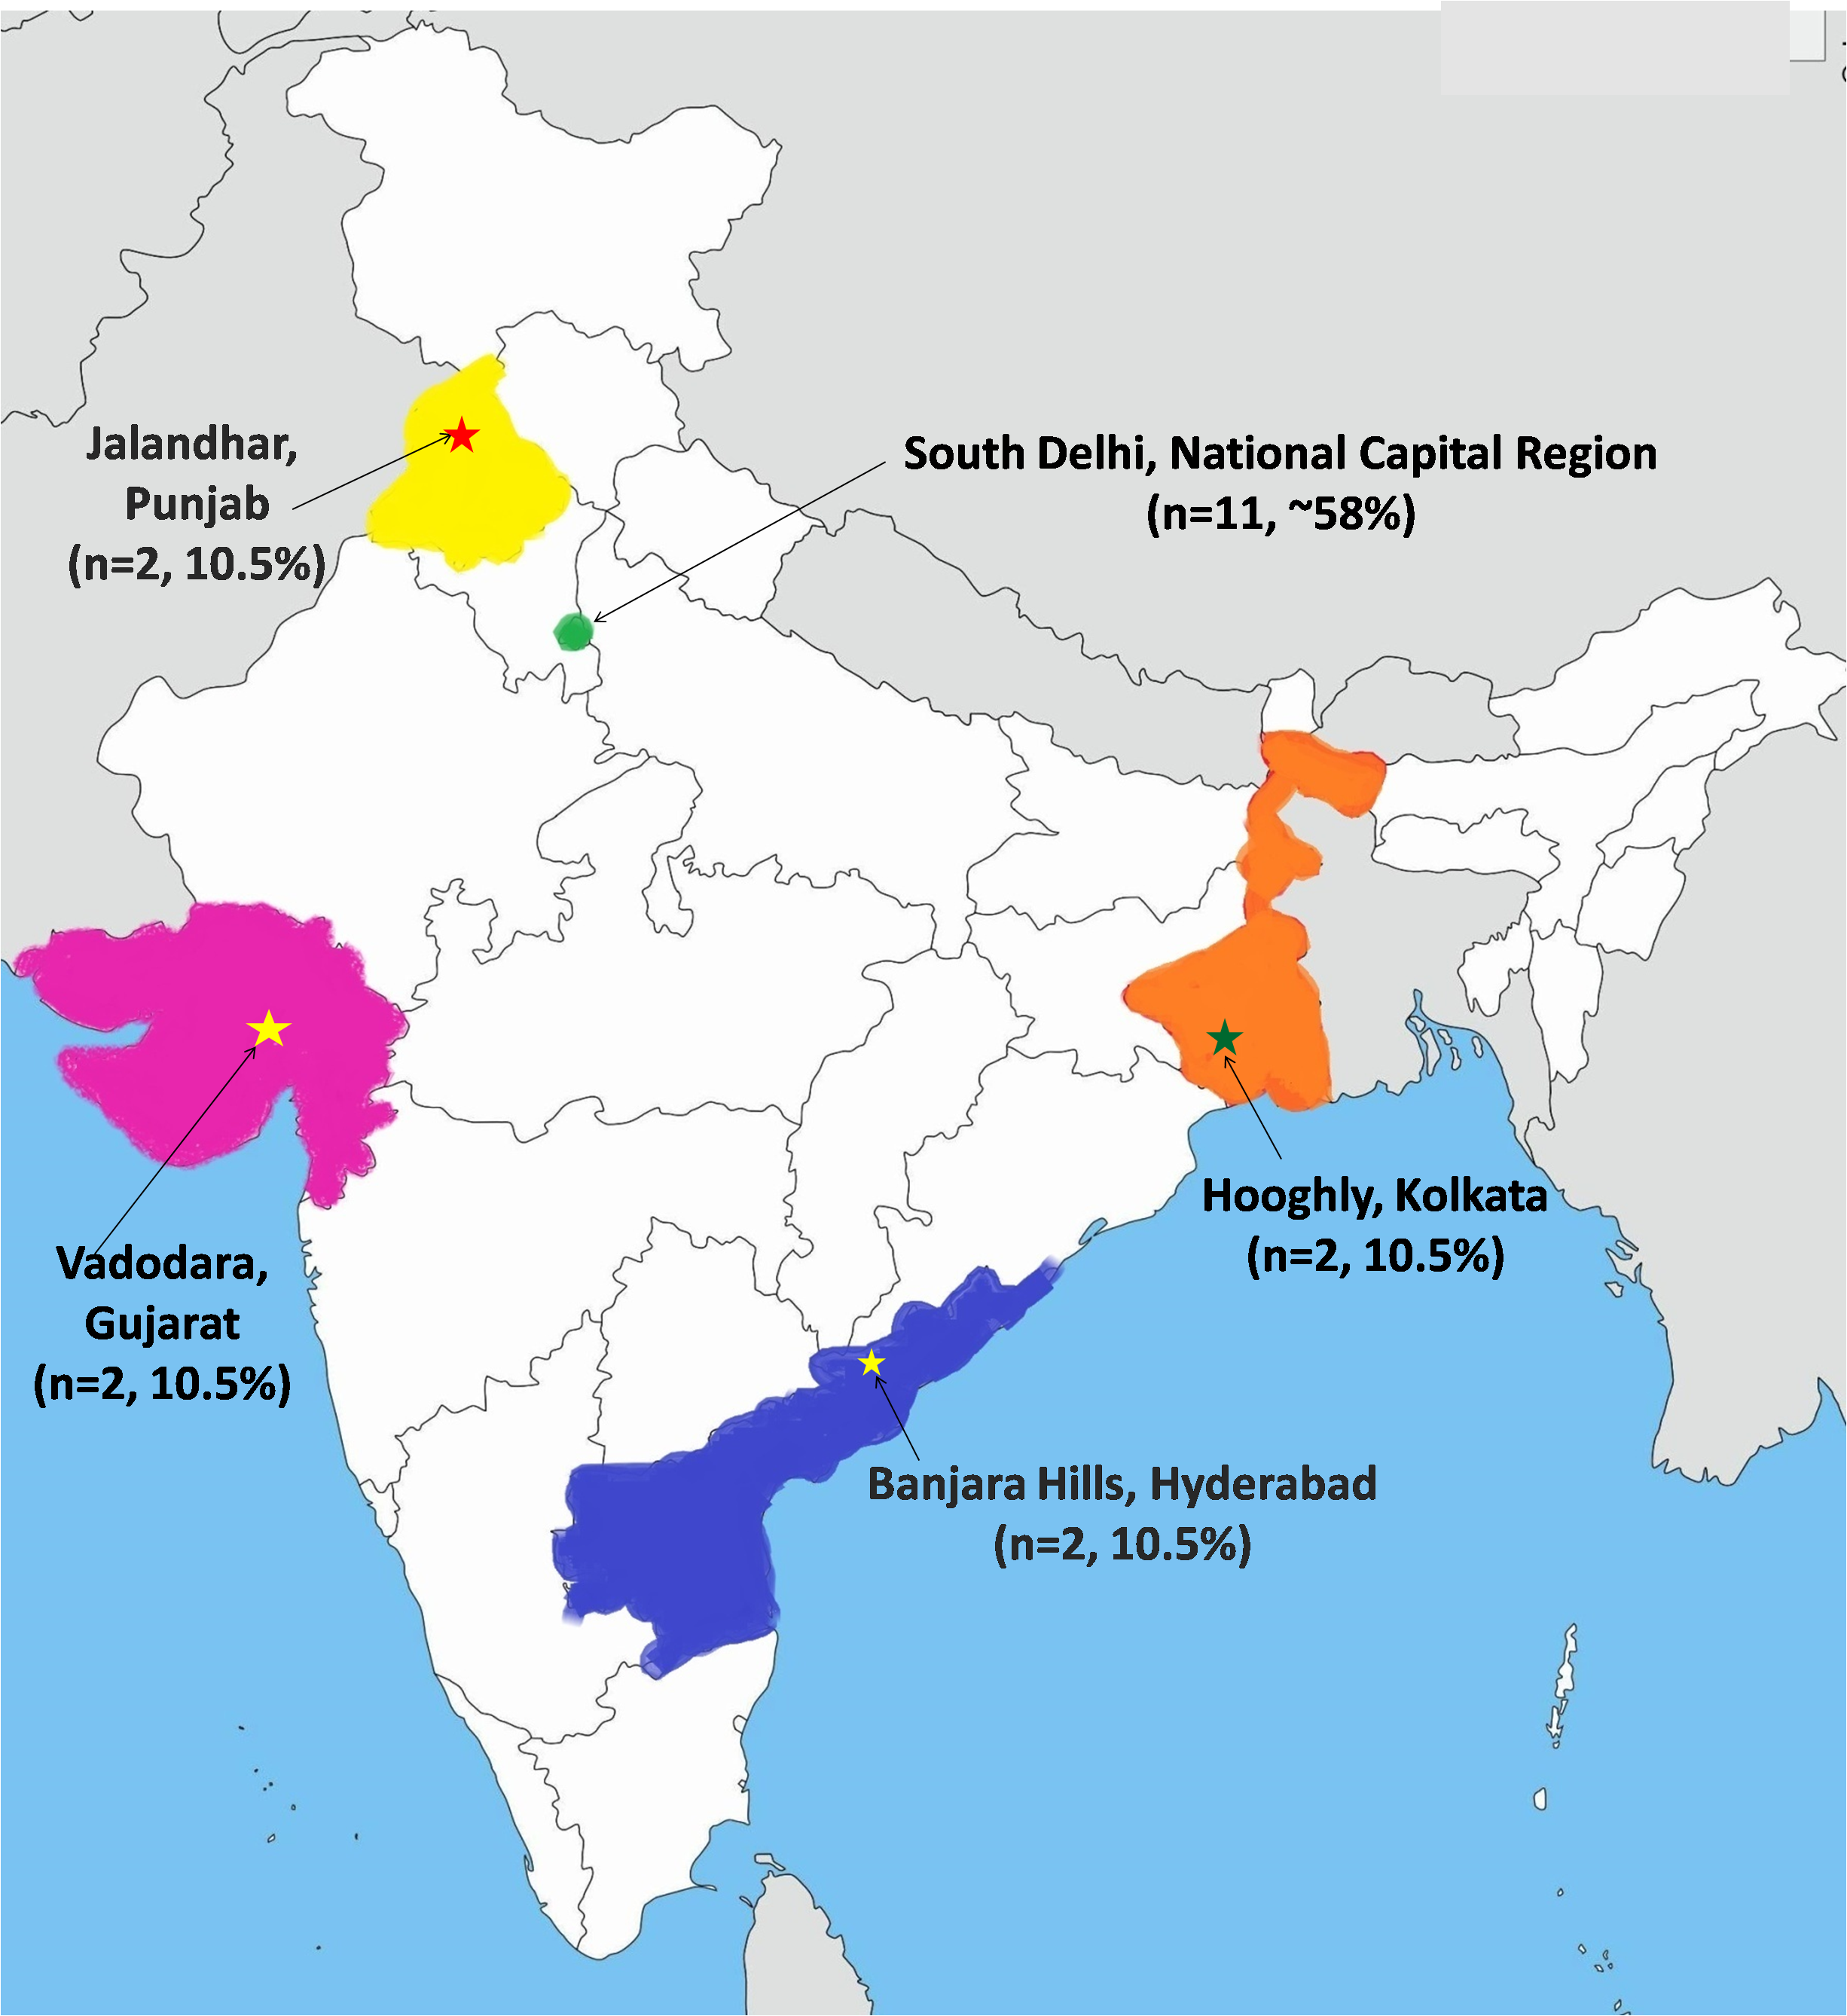 Jalandhar,
Punjab
(n=2, 10.5%)
South Delhi, National Capital Region
(n=11, ~58%)
Hooghly, Kolkata
(n=2, 10.5%)
Vadodara,
Gujarat
(n=2, 10.5%)
Banjara Hills, Hyderabad
(n=2, 10.5%)